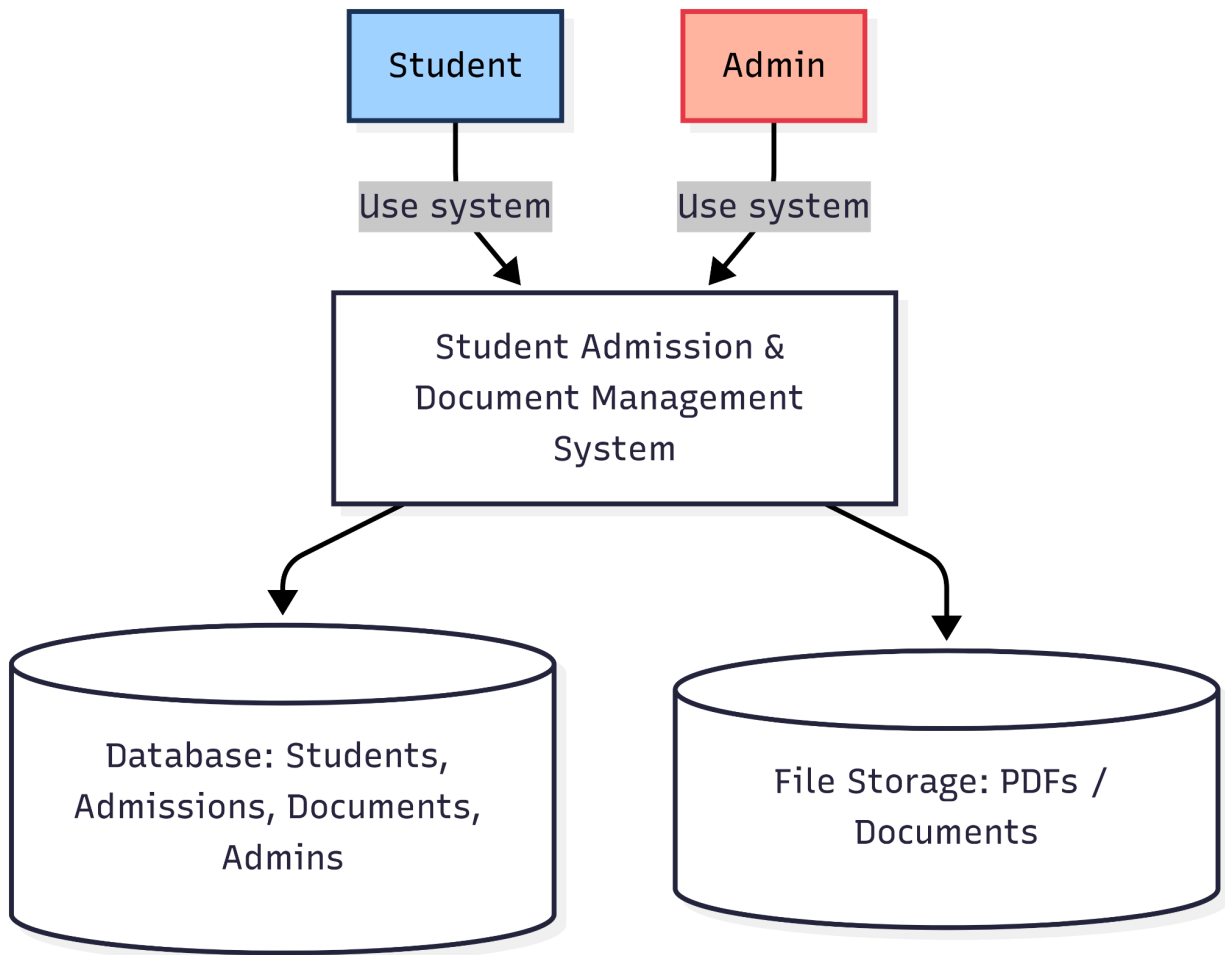 Student
Admin
Use system
Use system
Student Admission &
Document Management
System
Database: Students,
Admissions, Documents,
Admins
File Storage: PDFs /
Documents